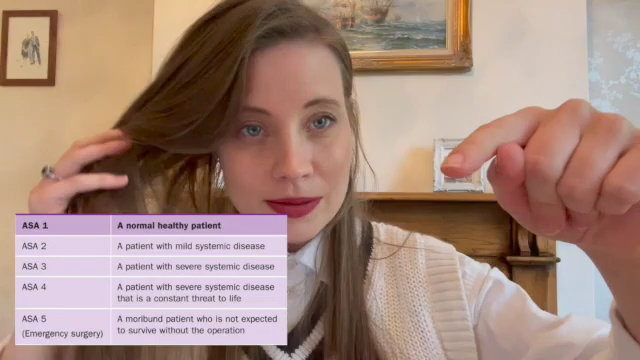 ASA 1 A normal healthy patient
ASA 2 A patient with mild systemic disease
ASA 3 A patient with severe systemic disease
ASA 4 A patient with severe systemic disease
that is a constant threat to life
ASA 5 A moribund patient who is not expected
(Emergency surgery) to survive without the operation